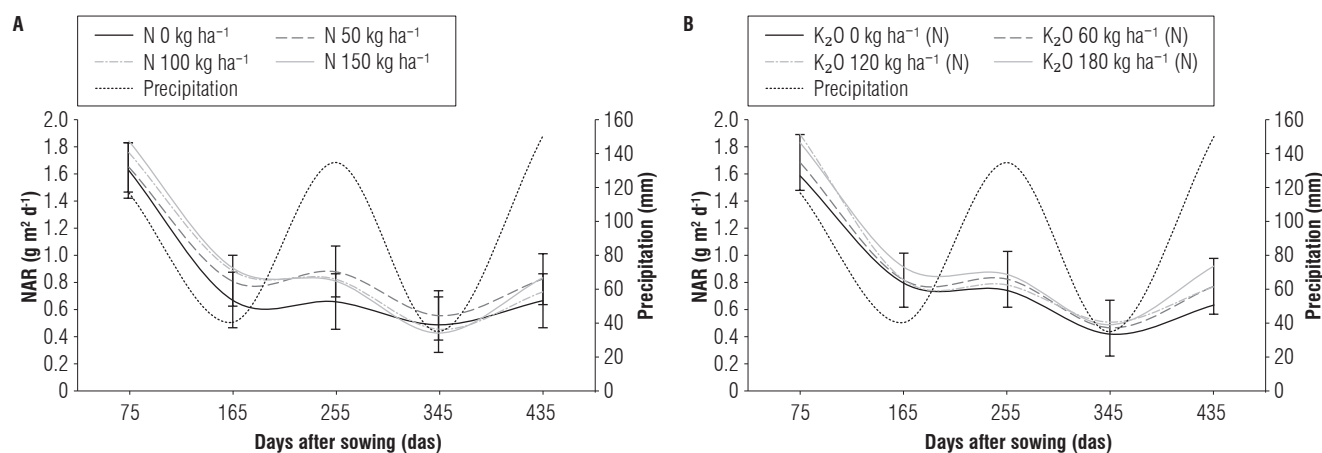 A
N 0 kg ha⁻¹ N 50 kg ha⁻¹
N 100 kg ha⁻¹ N 150 kg ha⁻¹
Precipitation
NAR (g m² d⁻¹)
2.0
1.8
1.6
1.4
1.2
1.0
0.8
0.6
0.4
0.2
0
160
140
120
100
80
60
40
20
0
Precipitation (mm)
75 165 255 345 435
Days after sowing (das)
B
K₂O 0 kg ha⁻¹ (N) K₂O 60 kg ha⁻¹ (N)
K₂O 120 kg ha⁻¹ (N) K₂O 180 kg ha⁻¹ (N)
Precipitation
NAR (g m² d⁻¹)
2.0
1.8
1.6
1.4
1.2
1.0
0.8
0.6
0.4
0.2
0
160
140
120
100
80
60
40
20
0
Precipitation (mm)
75 165 255 345 435
Days after sowing (das)